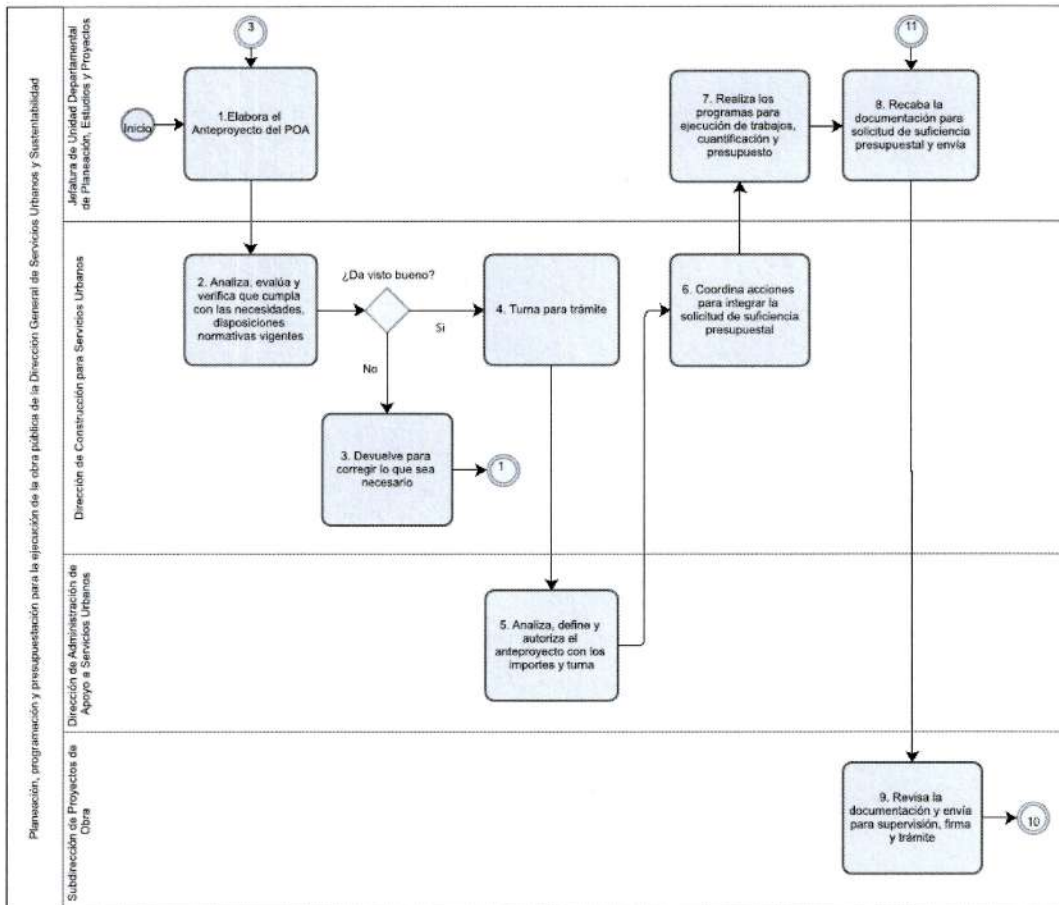 Planeación, programación y presupuestación para la ejecución de la obra pública de la Dirección General de Servicios Urbanos y Sustentabilidad
Jefatura de Unidad Departamental
de Planeación, Estudios y Proyectos
3
Inicio
1.Elabora el
Anteproyecto del POA
7. Realiza los
programas para
ejecución de trabajos,
cuantificación y
presupuesto
11
8. Recaba la
documentación para
solicitud de suficiencia
presupuestal y envía
Dirección de Construcción para Servicios Urbanos
2. Analiza, evalúa y
verifica que cumpla
con las necesidades,
disposiciones
normativas vigentes
¿Da visto bueno?
Si
No
3. Devuelve para
corregir lo que sea
necesario
1
4. Turna para trámite
6. Coordina acciones
para integrar la
solicitud de suficiencia
presupuestal
Dirección de Administración de
Apoyo a Servicios Urbanos
5. Analiza, define y
autoriza el
anteproyecto con los
importes y turna
Subdirección de Proyectos de
Obra
9. Revisa la
documentación y envía
para supervisión, firma
y trámite
10